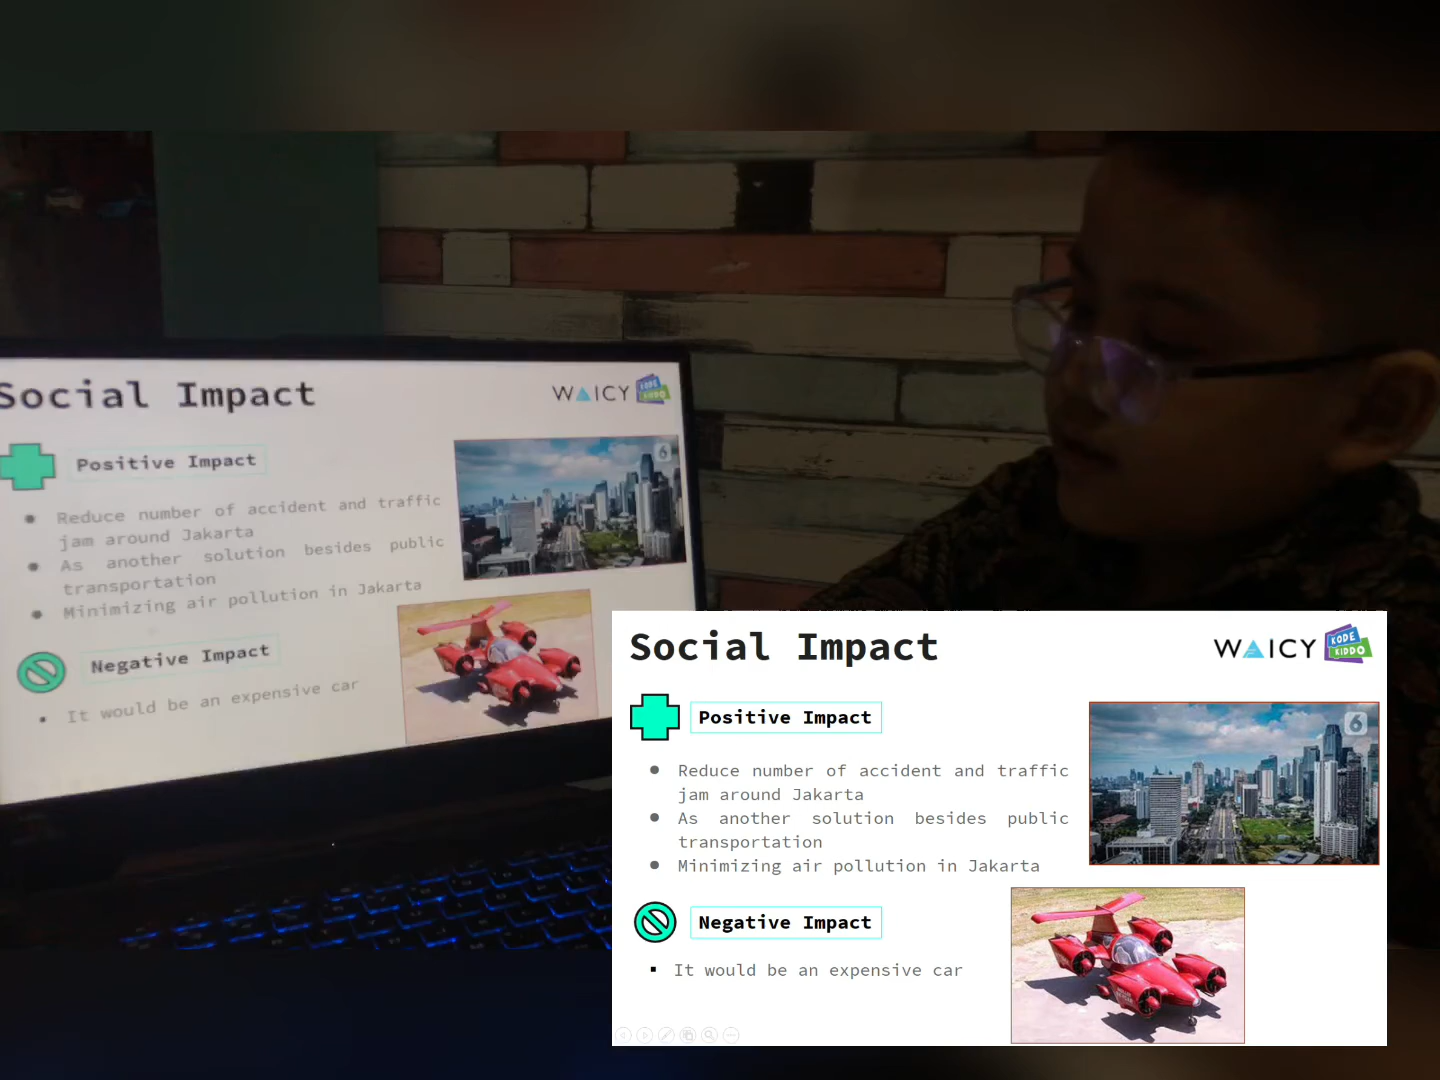 Social Impact
WAICY KODE KIDDO
Positive Impact
6
Reduce number of accident and traffic
jam around Jakarta
As another solution besides public
transportation
Minimizing air pollution in Jakarta
Negative Impact
It would be an expensive car
Social Impact
WAICY KODE KIDDO
Positive Impact
6
Reduce number of accident and traffic
jam around Jakarta
As another solution besides public
transportation
Minimizing air pollution in Jakarta
Negative Impact
It would be an expensive car